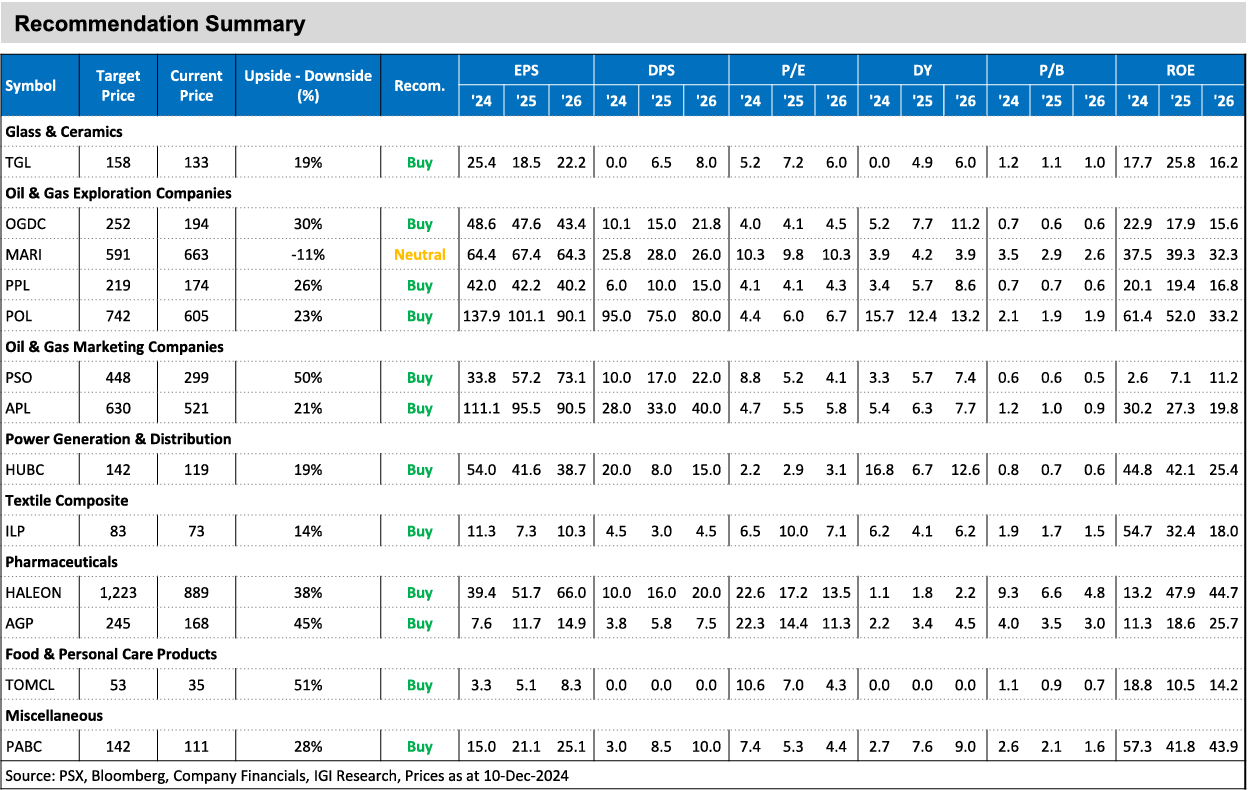 Recommendation Summary
Symbol Target Price Current Price Upside - Downside (%) Recom. EPS DPS P/E DY P/B ROE
'24 '25 '26 '24 '25 '26 '24 '25 '26 '24 '25 '26 '24 '25 '26 '24 '25 '26
Glass & Ceramics
TGL 158 133 19% Buy 25.4 18.5 22.2 0.0 6.5 8.0 5.2 7.2 6.0 0.0 4.9 6.0 1.2 1.1 1.0 17.7 25.8 16.2
Oil & Gas Exploration Companies
OGDC 252 194 30% Buy 48.6 47.6 43.4 10.1 15.0 21.8 4.0 4.1 4.5 5.2 7.7 11.2 0.7 0.6 0.6 22.9 17.9 15.6
MARI 591 663 -11% Neutral 64.4 67.4 64.3 25.8 28.0 26.0 10.3 9.8 10.3 3.9 4.2 3.9 3.5 2.9 2.6 37.5 39.3 32.3
PPL 219 174 26% Buy 42.0 42.2 40.2 6.0 10.0 15.0 4.1 4.1 4.3 3.4 5.7 8.6 0.7 0.7 0.6 20.1 19.4 16.8
POL 742 605 23% Buy 137.9 101.1 90.1 95.0 75.0 80.0 4.4 6.0 6.7 15.7 12.4 13.2 2.1 1.9 1.9 61.4 52.0 33.2
Oil & Gas Marketing Companies
PSO 448 299 50% Buy 33.8 57.2 73.1 10.0 17.0 22.0 8.8 5.2 4.1 3.3 5.7 7.4 0.6 0.6 0.5 2.6 7.1 11.2
APL 630 521 21% Buy 111.1 95.5 90.5 28.0 33.0 40.0 4.7 5.5 5.8 5.4 6.3 7.7 1.2 1.0 0.9 30.2 27.3 19.8
Power Generation & Distribution
HUBC 142 119 19% Buy 54.0 41.6 38.7 20.0 8.0 15.0 2.2 2.9 3.1 16.8 6.7 12.6 0.8 0.7 0.6 44.8 42.1 25.4
Textile Composite
ILP 83 73 14% Buy 11.3 7.3 10.3 4.5 3.0 4.5 6.5 10.0 7.1 6.2 4.1 6.2 1.9 1.7 1.5 54.7 32.4 18.0
Pharmaceuticals
HALEON 1,223 889 38% Buy 39.4 51.7 66.0 10.0 16.0 20.0 22.6 17.2 13.5 1.1 1.8 2.2 9.3 6.6 4.8 13.2 47.9 44.7
AGP 245 168 45% Buy 7.6 11.7 14.9 3.8 5.8 7.5 22.3 14.4 11.3 2.2 3.4 4.5 4.0 3.5 3.0 11.3 18.6 25.7
Food & Personal Care Products
TOMCL 53 35 51% Buy 3.3 5.1 8.3 0.0 0.0 0.0 10.6 7.0 4.3 0.0 0.0 0.0 1.1 0.9 0.7 18.8 10.5 14.2
Miscellaneous
PABC 142 111 28% Buy 15.0 21.1 25.1 3.0 8.5 10.0 7.4 5.3 4.4 2.7 7.6 9.0 2.6 2.1 1.6 57.3 41.8 43.9
Source: PSX, Bloomberg, Company Financials, IGI Research, Prices as at 10-Dec-2024